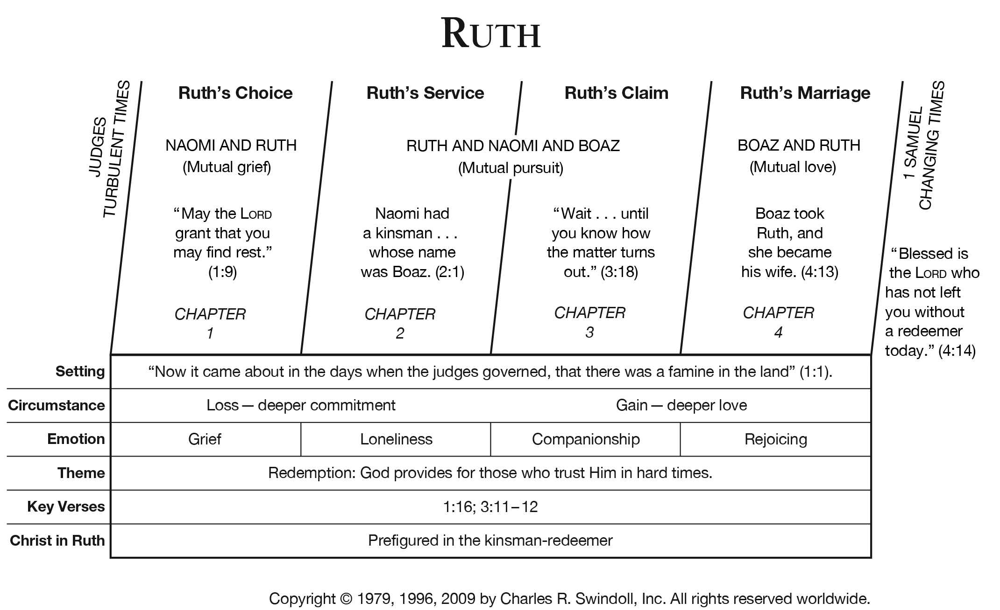 RUTH
JUDGES
TURBULENT TIMES
Ruth’s Choice
NAOMI AND RUTH
(Mutual grief)
“May the LORD
grant that you
may find rest.”
(1:9)
CHAPTER
1
Ruth’s Service
Ruth’s Claim
RUTH AND NAOMI AND BOAZ
(Mutual pursuit)
Naomi had
a kinsman . . .
whose name
was Boaz. (2:1)
CHAPTER
2
“Wait . . . until
you know how
the matter turns
out.” (3:18)
CHAPTER
3
Ruth’s Marriage
BOAZ AND RUTH
(Mutual love)
Boaz took
Ruth, and
she became
his wife. (4:13)
CHAPTER
4
1 SAMUEL
CHANGING TIMES
“Blessed is
the LORD who
has not left
you without
a redeemer
today.” (4:14)
Setting “Now it came about in the days when the judges governed, that there was a famine in the land” (1:1).
Circumstance Loss — deeper commitment Gain — deeper love
Emotion Grief Loneliness Companionship Rejoicing
Theme Redemption: God provides for those who trust Him in hard times.
Key Verses 1:16; 3:11–12
Christ in Ruth Prefigured in the kinsman-redeemer
Copyright © 1979, 1996, 2009 by Charles R. Swindoll, Inc. All rights reserved worldwide.